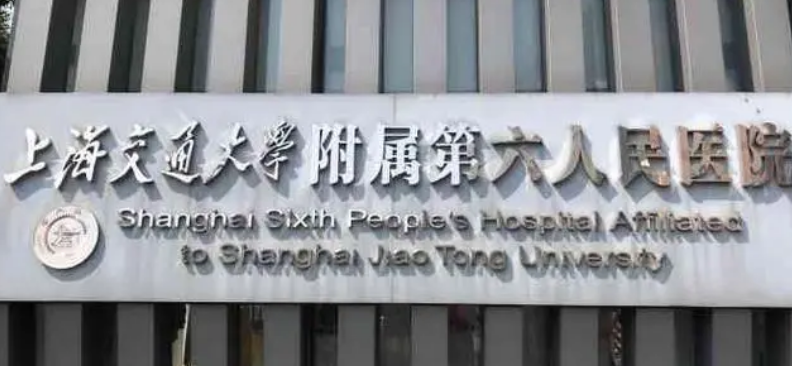 上海交通大学附属第六人民医院
Shanghai Sixth People's Hospital Affiliated
to Shanghai Jiao Tong University